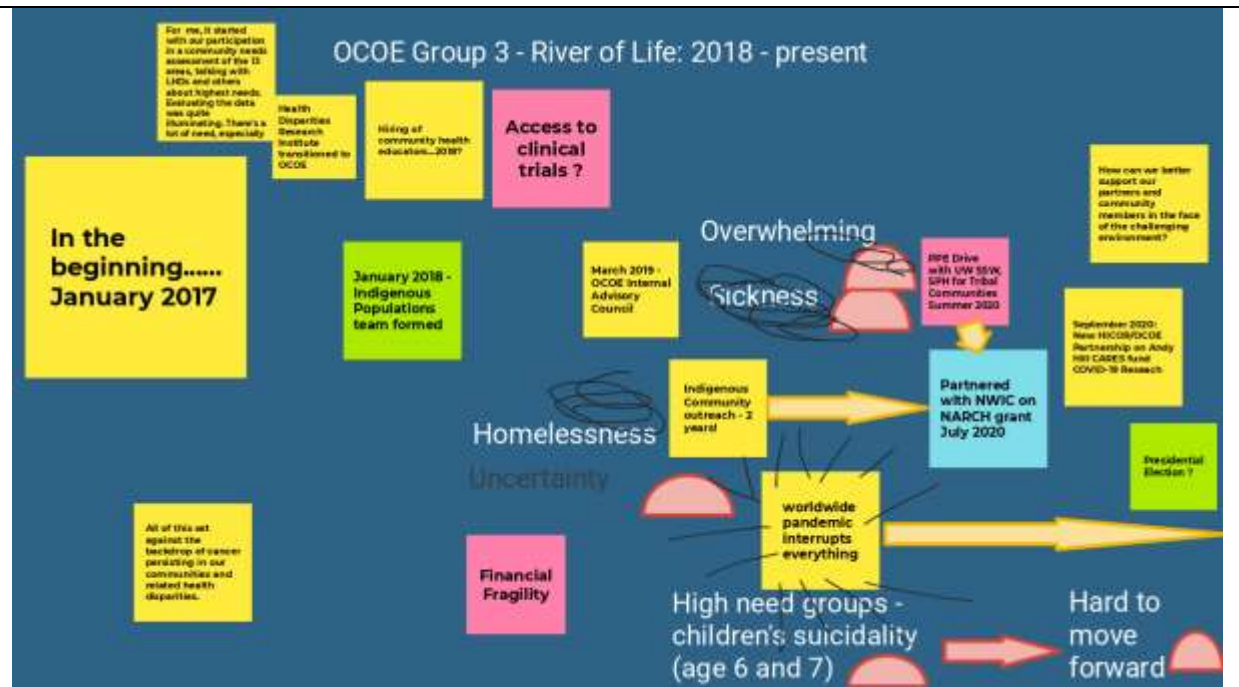 OCOE Group 3 - River of Life: 2018 - present
For me, it started
with our participation
in a community needs
assessment of the 13
areas, talking with
LHDs and others
about highest needs.
Evaluating the data
was quite
illuminating. There's a
lot of need, especially
Health
Disparities
Research
Institute
transitioned to
OCOE
Hiring of
community health
educators...2018?
Access to
clinical
trials ?
In the
beginning......
January 2017
January 2018 -
Indigenous
Populations
team formed
March 2019 -
OCOE Internal
Advisory
Council
Overwhelming
Sickness
PPE Drive
with UW SSW,
SPH for Tribal
Communities
Summer 2020
How can we better
support our
partners and
community
members in the face
of the challenging
environment?
September 2020:
New HICOR/OCOE
Partnership on Andy
Hill CARES fund
COVID-19 Research
Indigenous
Community
outreach - 2
years!
Partnered
with NWIC on
NARCH grant
July 2020
Homelessness
Uncertainty
Presidential
Election ?
worldwide
pandemic
interrupts
everything
All of this set
against the
backdrop of cancer
persisting in our
communities and
related health
disparities.
Financial
Fragility
High need groups -
children's suicidality
(age 6 and 7)
Hard to
move
forward